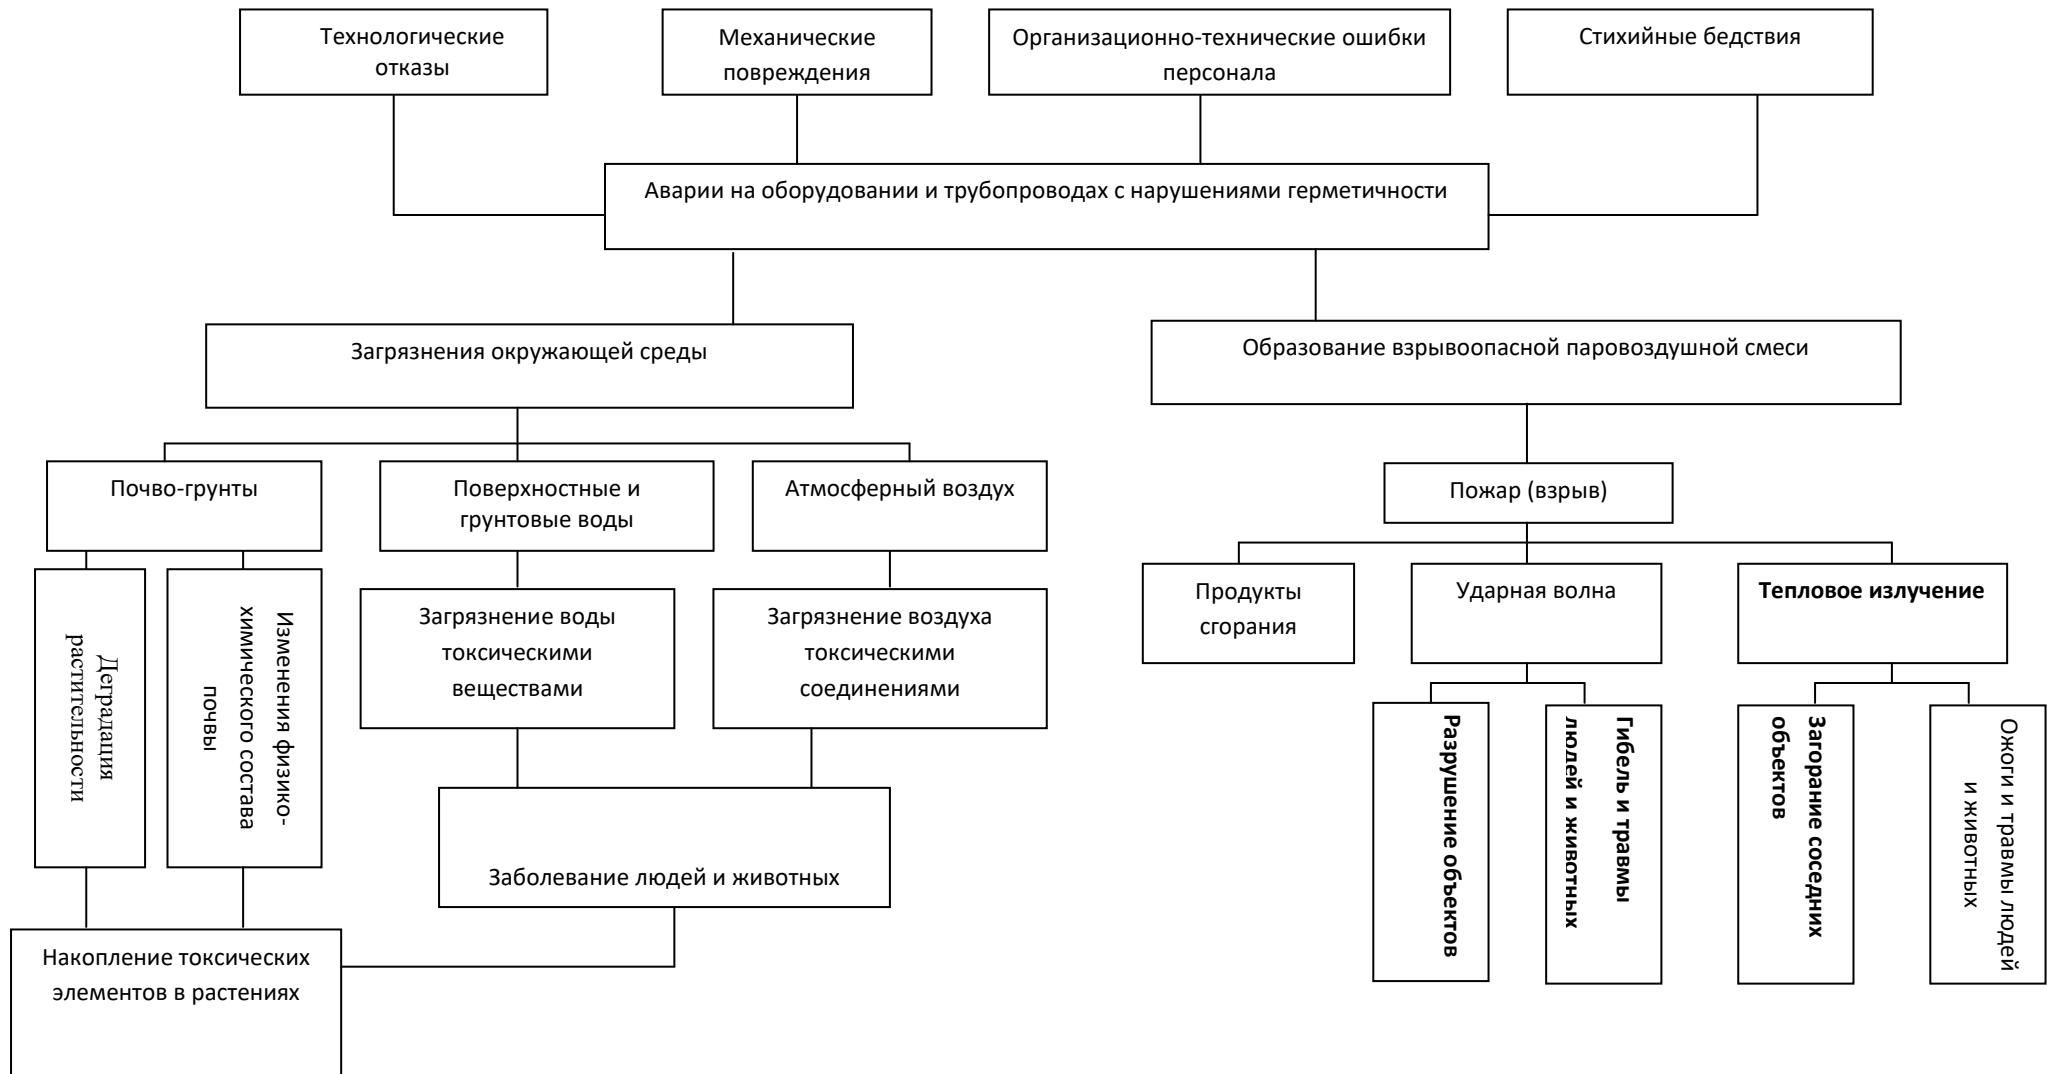 Технологические
отказы
Механические
повреждения
Организационно-технические ошибки
персонала
Стихийные бедствия
Аварии на оборудовании и трубопроводах с нарушениями герметичности
Загрязнения окружающей среды
Образование взрывоопасной паровоздушной смеси
Почво-грунты
Поверхностные и
грунтовые воды
Атмосферный воздух
Пожар (взрыв)
Деградация
растительности
Изменения физико-
химического состава
почвы
Загрязнение воды
токсическими
веществами
Загрязнение воздуха
токсическими
соединениями
Продукты
сгорания
Ударная волна
Тепловое излучение
Разрушение объектов
Гибель и травмы
людей и животных
Загорание соседних
объектов
Ожоги и травмы людей
и животных
Заболевание людей и животных
Накопление токсических
элементов в растениях